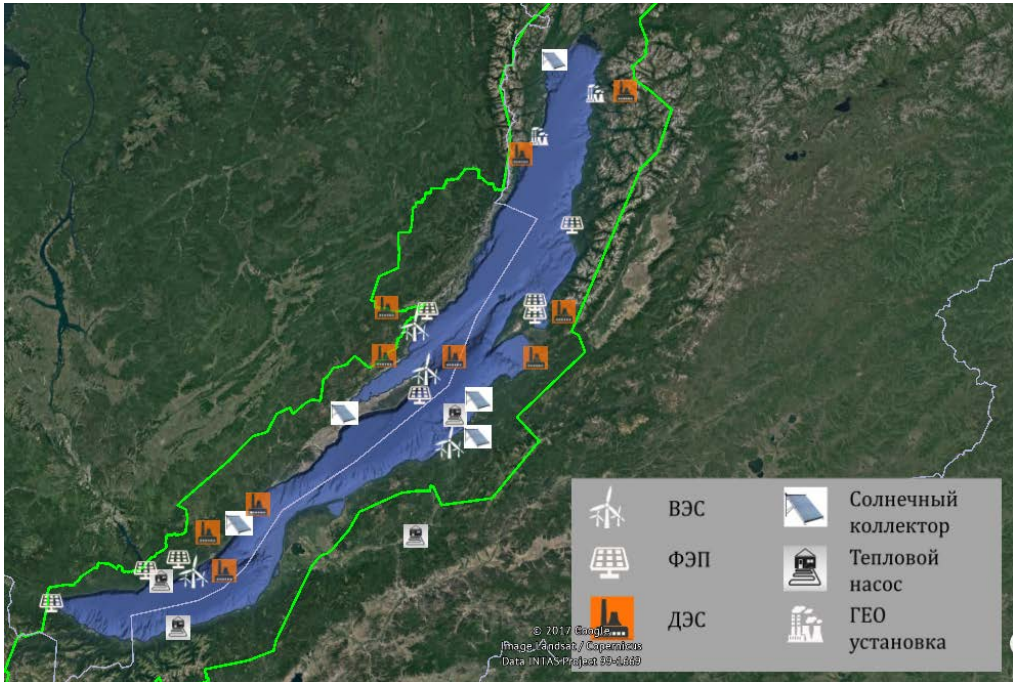 ВЭС
Солнечный
коллектор
ФЭП
Тепловой
насос
ДЭС
ГЕО
установка
© 2017 Google
Image Landsat / Copernicus
Data INTAS Project 99-1669